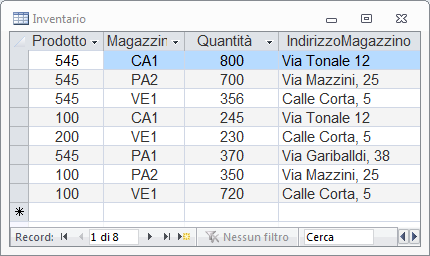 Inventario
Prodotto Magazzin Quantità IndirizzoMagazzino
545 CA1 800 Via Tonale 12
545 PA2 700 Via Mazzini, 25
545 VE1 356 Calle Corta, 5
100 CA1 245 Via Tonale 12
200 VE1 230 Calle Corta, 5
545 PA1 370 Via Gariballdi, 38
100 PA2 350 Via Mazzini, 25
100 VE1 720 Calle Corta, 5
Record: 1 di 8 Nessun filtro Cerca